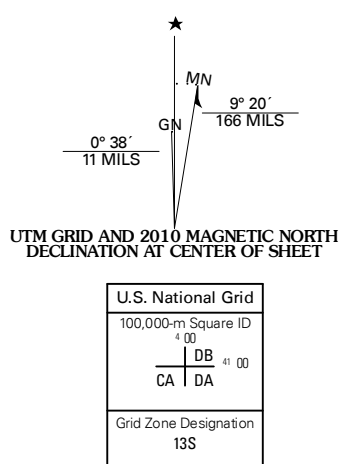 ★
MN
GN
9° 20´
166 MILS
0° 38´
11 MILS
UTM GRID AND 2010 MAGNETIC NORTH
DECLINATION AT CENTER OF SHEET
U.S. National Grid
100,000-m Square ID
4 00
DB 41 00
CA DA
Grid Zone Designation
13S